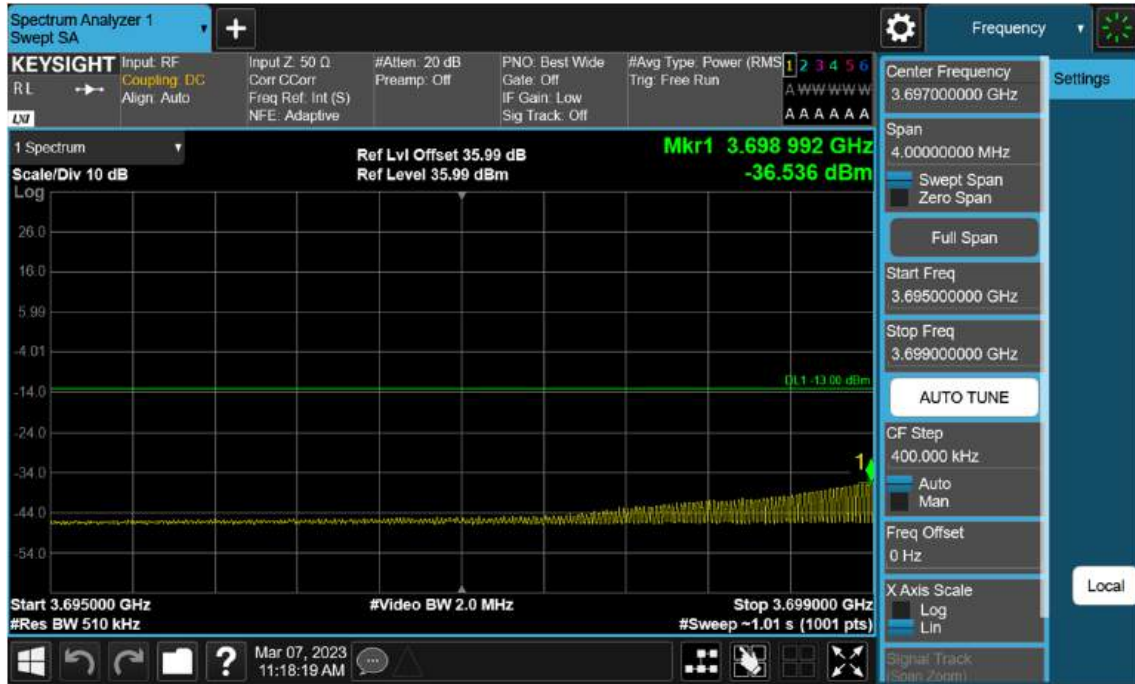 Spectrum Analyzer 1
Swept SA
+
Frequency
KEYSIGHT
RL
LXI
Input: RF
Coupling: DC
Align: Auto
Input Z: 50 Ω
Corr CCorr
Freq Ref: Int (S)
NFE: Adaptive
#Atten: 20 dB
Preamp: Off
PNO: Best Wide
Gate: Off
IF Gain: Low
Sig Track: Off
#Avg Type: Power (RMS
Trig: Free Run
1 2 3 4 5 6
A W W W W W
A A A A A A
1 Spectrum
Scale/Div 10 dB
Log
Ref Lvl Offset 35.99 dB
Ref Level 35.99 dBm
Mkr1 3.698 992 GHz
-36.536 dBm
26.0
16.0
5.99
-4.01
-14.0
-24.0
-34.0
-44.0
-54.0
DL1 -13.00 dBm
1
Start 3.695000 GHz
#Res BW 510 kHz
#Video BW 2.0 MHz
Stop 3.699000 GHz
#Sweep ~1.01 s (1001 pts)
Center Frequency
3.697000000 GHz
Span
4.00000000 MHz
Swept Span
Zero Span
Full Span
Start Freq
3.695000000 GHz
Stop Freq
3.699000000 GHz
AUTO TUNE
CF Step
400.000 kHz
Auto
Man
Freq Offset
0 Hz
X Axis Scale
Log
Lin
Signal Track
(Span Zoom)
Settings
Local
?
Mar 07, 2023
11:18:19 AM